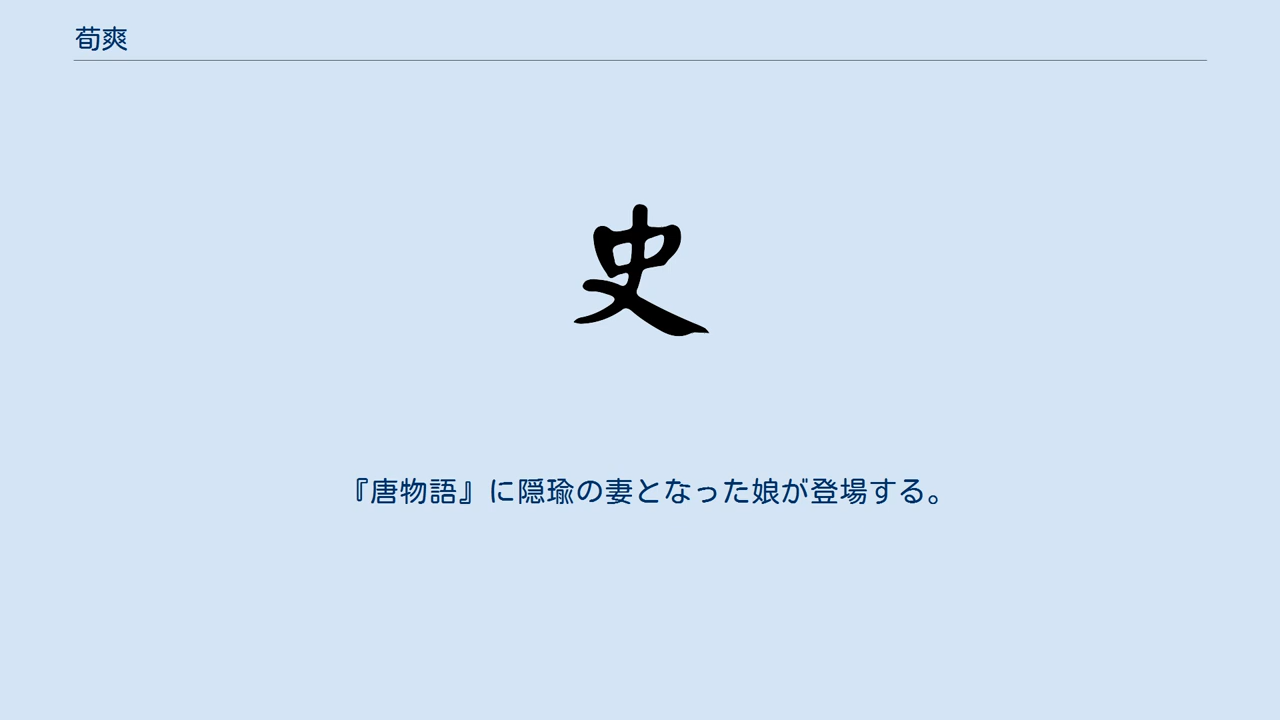 荀爽
史
『唐物語』に隠瑜の妻となった娘が登場する。